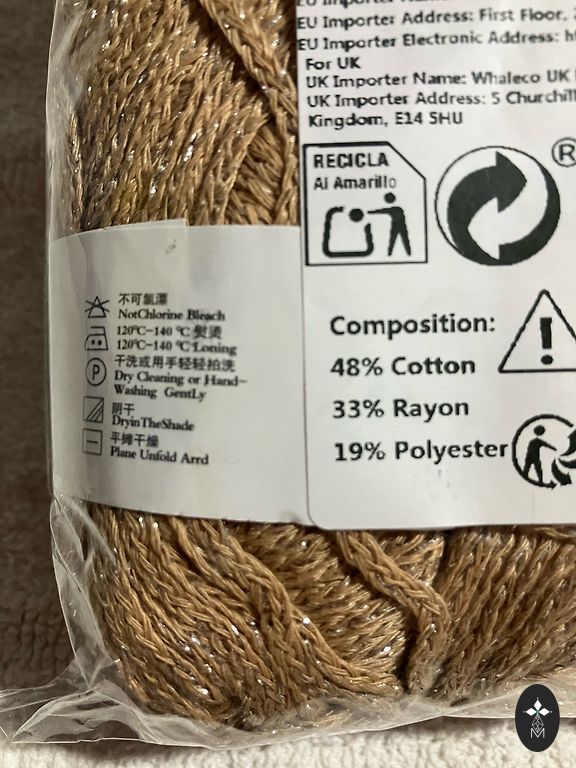 EU Importer Address: First Floor,
EU Importer Electronic Address:
For UK
UK Importer Name: Whaleco UK
UK Importer Address: 5 Churchill
Kingdom, E14 5HU
RECICLA
Al Amarillo
®
Composition:
48% Cotton
33% Rayon
19% Polyester
不可氯漂
NotChlorine Bleach
120℃-140 ℃熨烫
120℃-140 ℃Loning
干洗或用手轻轻拍洗
P
Dry Cleaning or Hand-
Washing GentLy
阴干
DryinTheShade
平摊干燥
Plane Unfold Arrd
M